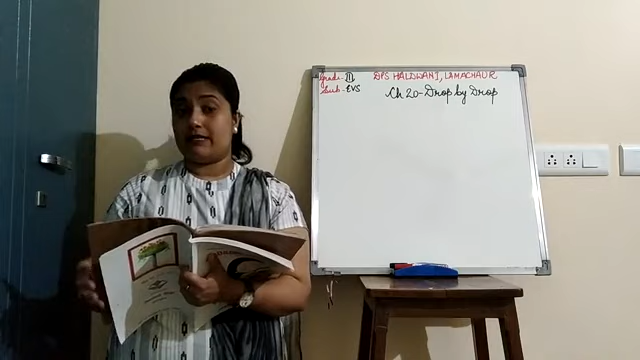 Grade- III DPS HALDWANI, LAMACHAUR
Sub- EVS Ch 20- Drop by Drop